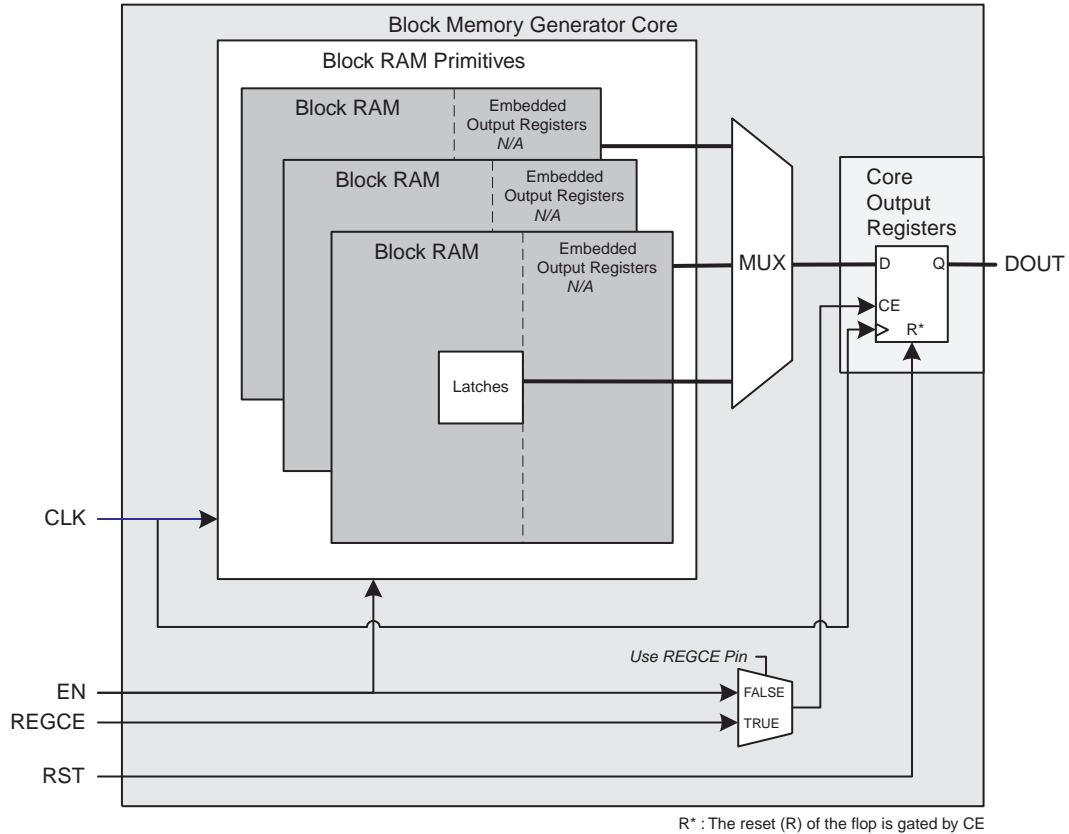 Block Memory Generator Core
Block RAM Primitives
Block RAM
Embedded
Output Registers
N/A
Block RAM
Embedded
Output Registers
N/A
Block RAM
Embedded
Output Registers
N/A
Latches
MUX
Core
Output
Registers
D
Q
CE
R*
DOUT
CLK
Use REGCE Pin
EN
FALSE
REGCE
TRUE
RST
R* : The reset (R) of the flop is gated by CE